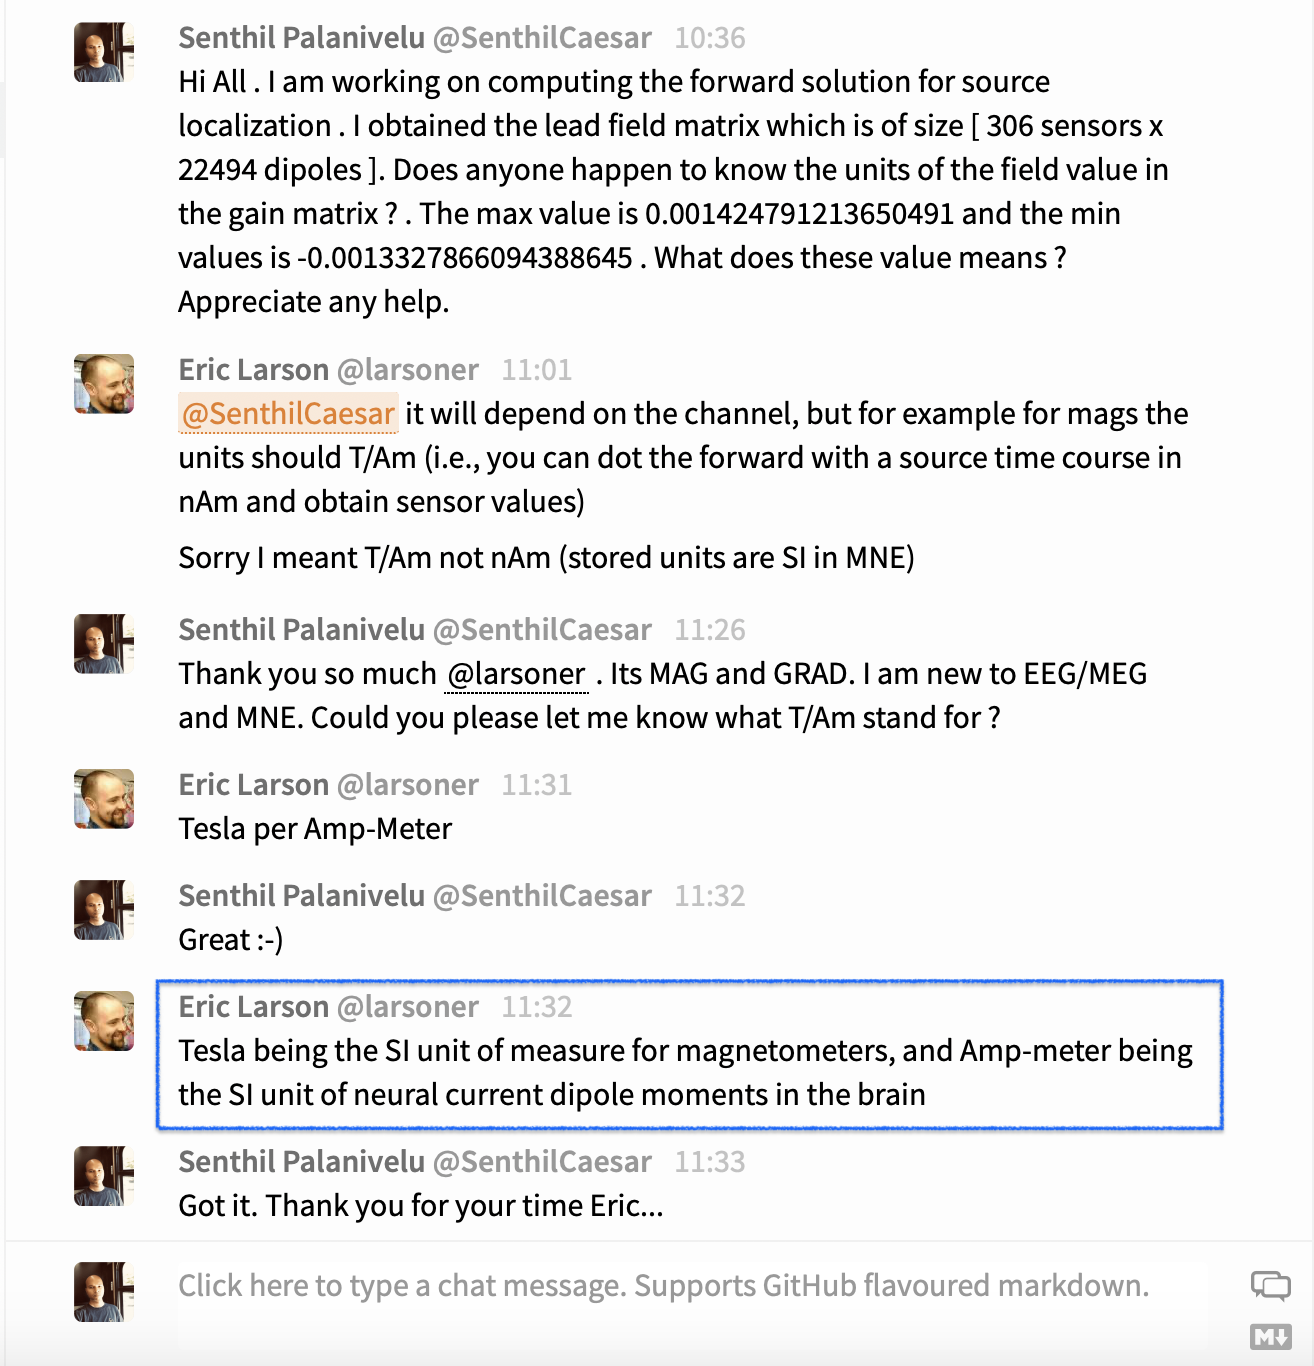 Senthil Palanivelu @SenthilCaesar 10:36
Hi All . I am working on computing the forward solution for source
localization . I obtained the lead field matrix which is of size [ 306 sensors x
22494 dipoles ]. Does anyone happen to know the units of the field value in
the gain matrix ? . The max value is 0.001424791213650491 and the min
values is -0.0013327866094388645 . What does these value means ?
Appreciate any help.
Eric Larson @larsoner 11:01
@SenthilCaesar it will depend on the channel, but for example for mags the
units should T/Am (i.e., you can dot the forward with a source time course in
nAm and obtain sensor values)
Sorry I meant T/Am not nAm (stored units are SI in MNE)
Senthil Palanivelu @SenthilCaesar 11:26
Thank you so much @larsoner . Its MAG and GRAD. I am new to EEG/MEG
and MNE. Could you please let me know what T/Am stand for ?
Eric Larson @larsoner 11:31
Tesla per Amp-Meter
Senthil Palanivelu @SenthilCaesar 11:32
Great :-)
Eric Larson @larsoner 11:32
Tesla being the SI unit of measure for magnetometers, and Amp-meter being
the SI unit of neural current dipole moments in the brain
Senthil Palanivelu @SenthilCaesar 11:33
Got it. Thank you for your time Eric...
Click here to type a chat message. Supports GitHub flavoured markdown.
M↓